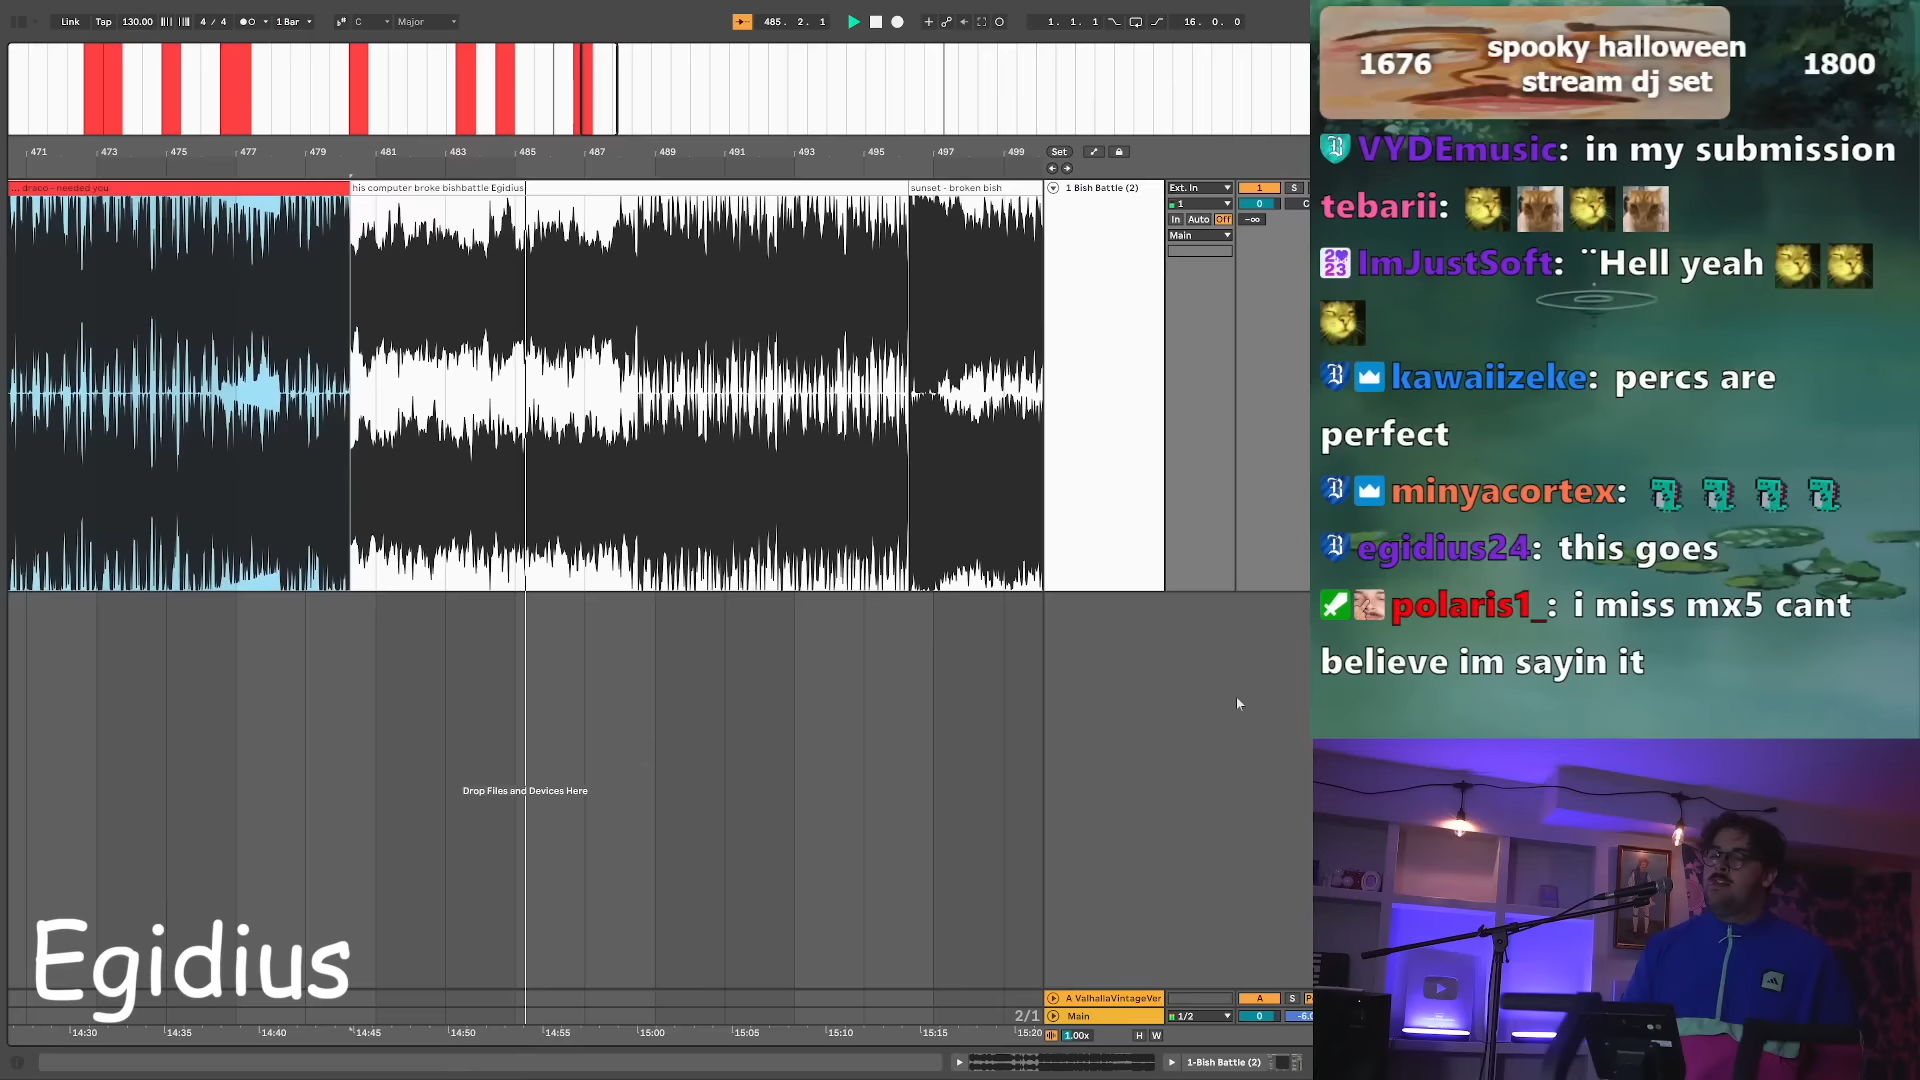 Link Tap 130.00 4 / 4 1 Bar C Major 485. 2. 1 1. 1. 1 16. 0. 0
471 473 475 477 479 481 483 485 487 489 491 493 495 497 499 Set
... draco - needed you his computer broke bishbattle Egidius sunset - broken bish 1 Bish Battle (2) Ext. In 1 S
1 0 C
In Auto Off -∞
Main
Drop Files and Devices Here
Egidius
A ValhallaVintageVer A S
2/1 Main 1/2 0 -6.0
14:30 14:35 14:40 14:45 14:50 14:55 15:00 15:05 15:10 15:15 15:20 1.00x H W
1-Bish Battle (2)
1676 spooky halloween 1800
stream dj set
VYDEmusic: in my submission
tebarii:
ImJustSoft: ¨Hell yeah
kawaiizeke: percs are
perfect
minyacortex:
egidius24: this goes
polaris1_: i miss mx5 cant
believe im sayin it